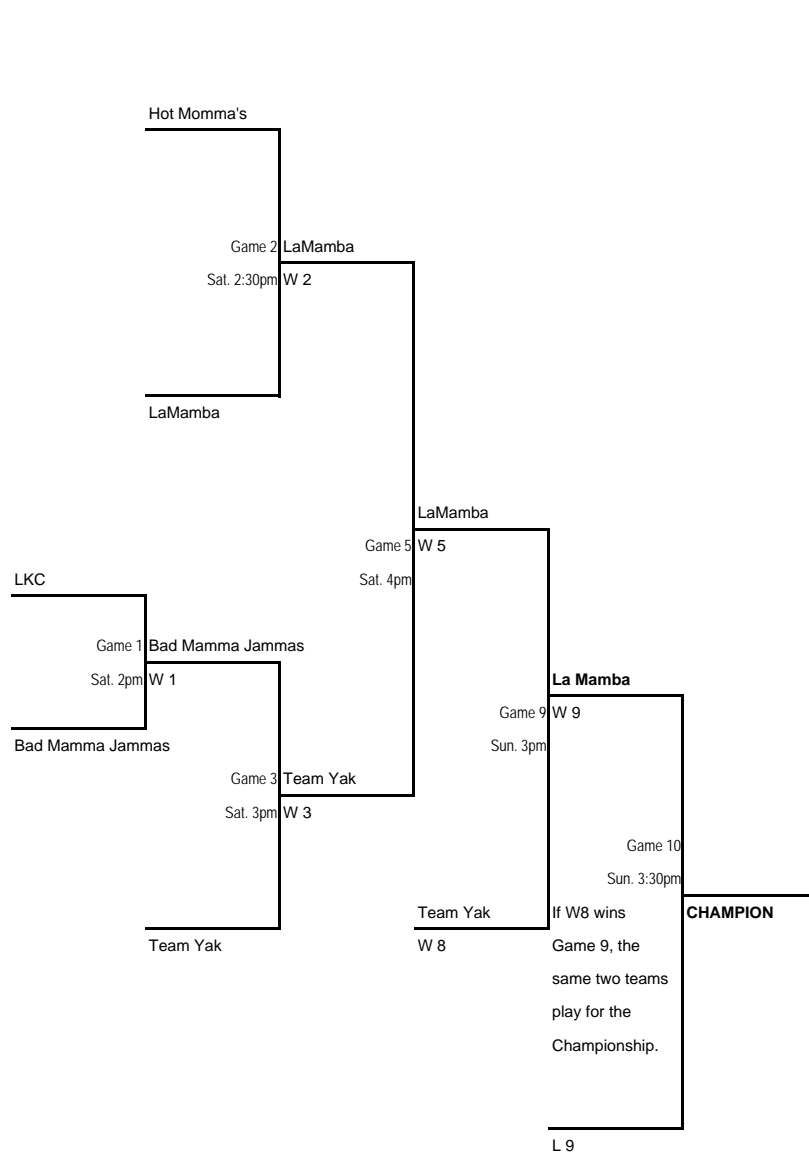 Hot Momma's
Game 2 LaMamba
Sat. 2:30pm W 2
LaMamba
LaMamba
Game 5 W 5
LKC
Sat. 4pm
Game 1 Bad Mamma Jammas
Sat. 2pm W 1
La Mamba
Game 9 W 9
Bad Mamma Jammas
Sun. 3pm
Game 3 Team Yak
Sat. 3pm W 3
Game 10
Sun. 3:30pm
Team Yak
If W8 wins
CHAMPION
Team Yak
W 8
Game 9, the
same two teams
play for the
Championship.
L 9